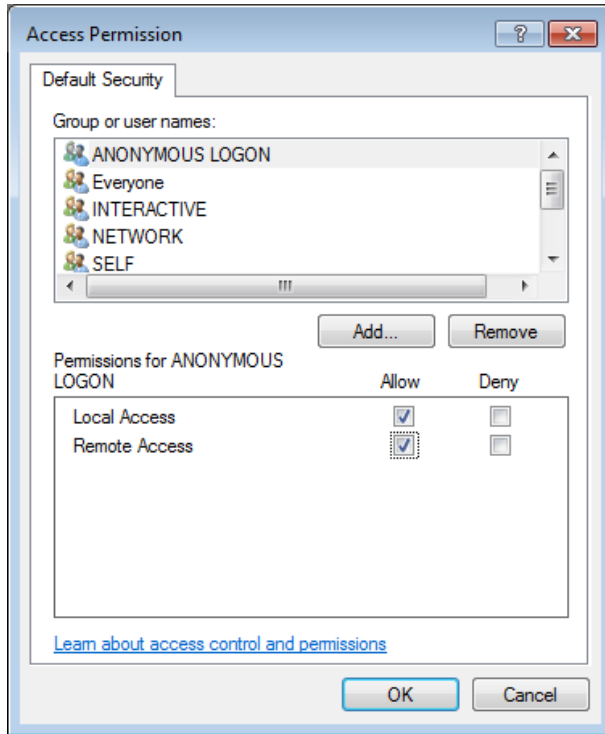 Access Permission
Default Security
Group or user names:
ANONYMOUS LOGON
Everyone
INTERACTIVE
NETWORK
SELF
Add...
Remove
Permissions for ANONYMOUS
LOGON
Allow
Deny
Local Access
Remote Access
Learn about access control and permissions
OK
Cancel